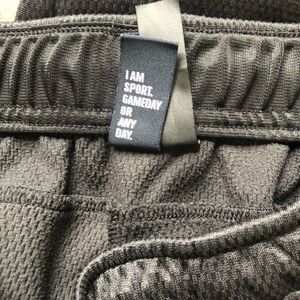 I AM
SPORT.
GAMEDAY
OR
ANY
DAY.